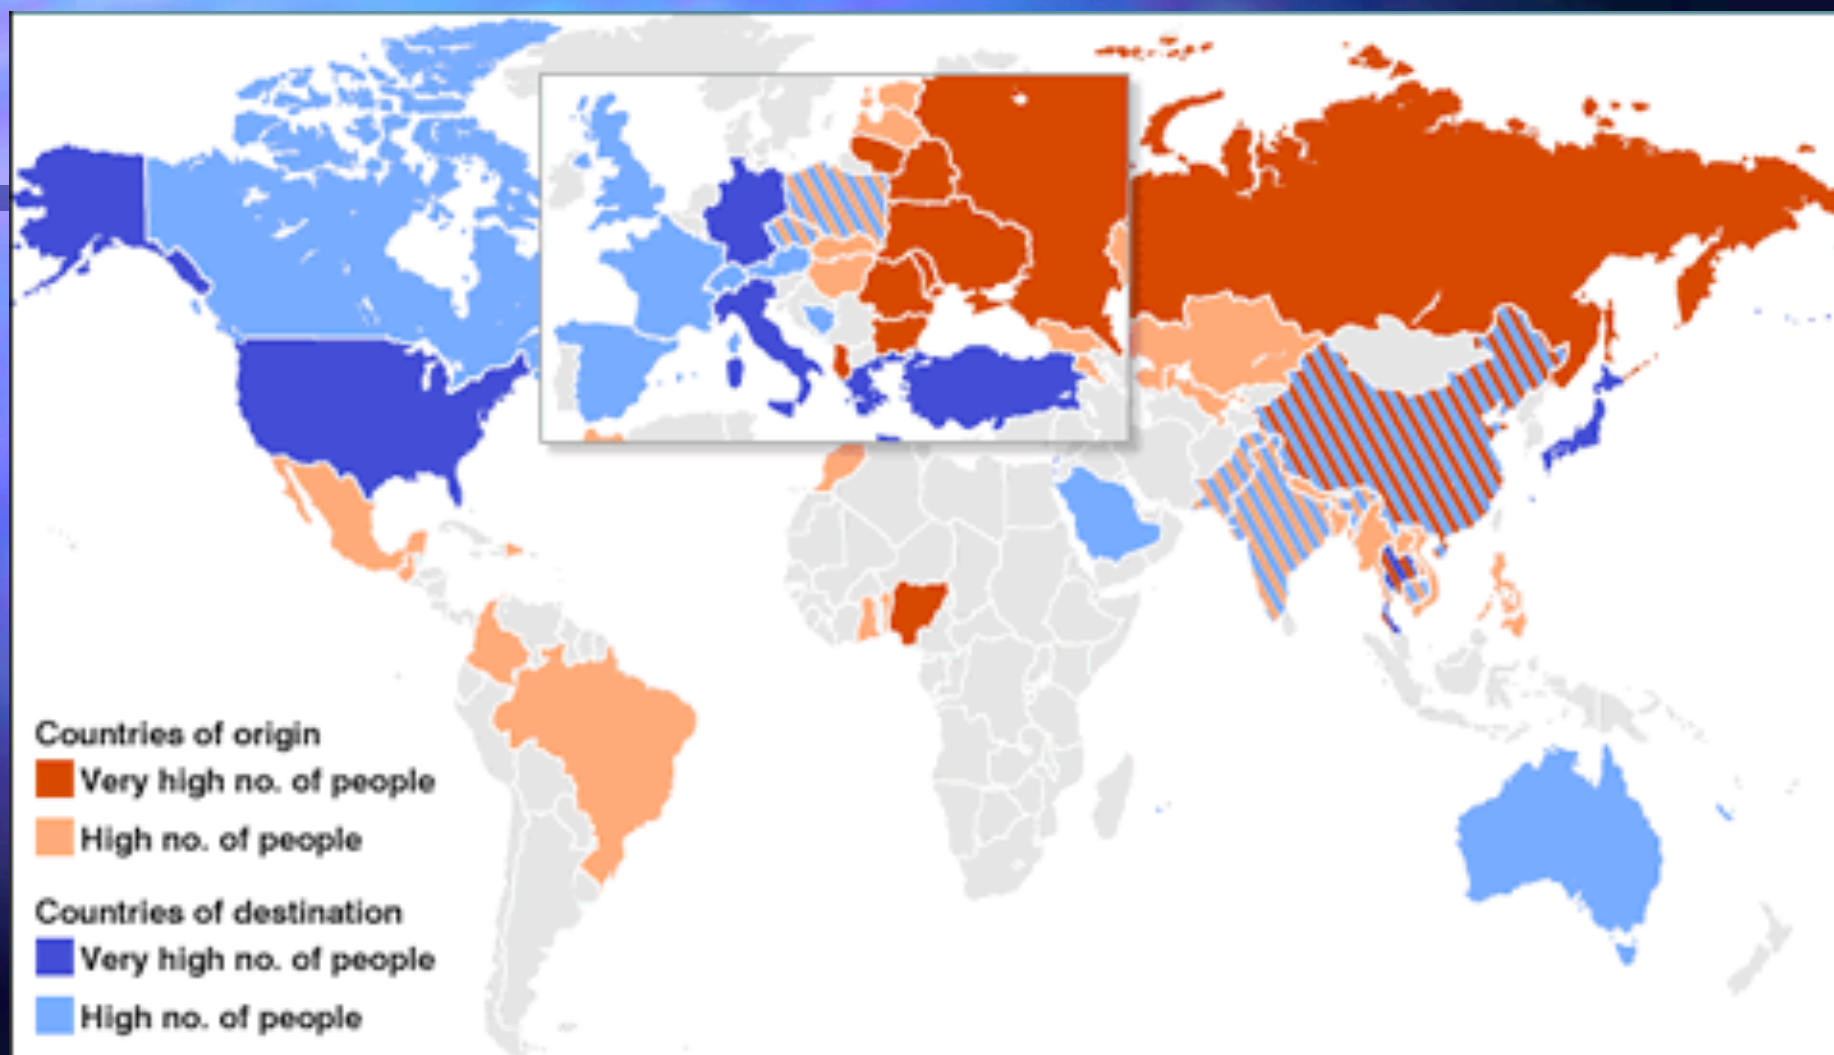 Countries of origin
Very high no. of people
High no. of people
Countries of destination
Very high no. of people
High no. of people